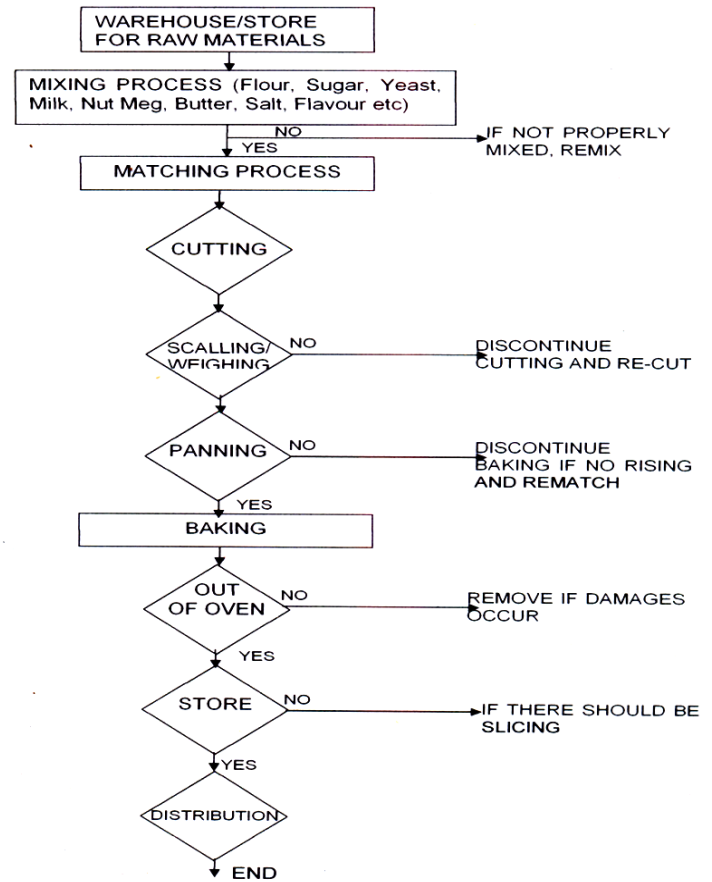 WAREHOUSE/STORE
FOR RAW MATERIALS
MIXING PROCESS (Flour, Sugar, Yeast,
Milk, Nut Meg, Butter, Salt, Flavour etc)
NO
YES
IF NOT PROPERLY
MIXED, REMIX
MATCHING PROCESS
CUTTING
SCALLING/
WEIGHING
NO
DISCONTINUE
CUTTING AND RE-CUT
PANNING
NO
DISCONTINUE
BAKING IF NO RISING
AND REMATCH
YES
BAKING
OUT
OF OVEN
NO
REMOVE IF DAMAGES
OCCUR
YES
STORE
NO
IF THERE SHOULD BE
SLICING
YES
DISTRIBUTION
END